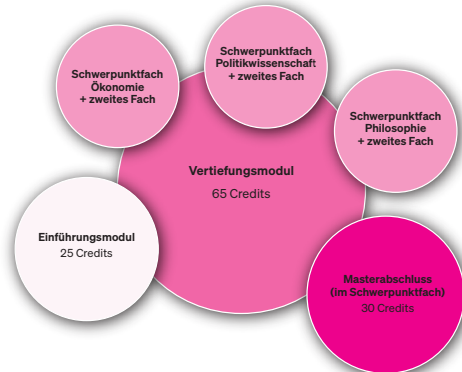 Schwerpunktfach
Ökonomie
+ zweites Fach
Schwerpunktfach
Politikwissenschaft
+ zweites Fach
Schwerpunktfach
Philosophie
+ zweites Fach
Vertiefungsmodul
65 Credits
Einführungsmodul
25 Credits
Masterabschluss
(im Schwerpunktfach)
30 Credits